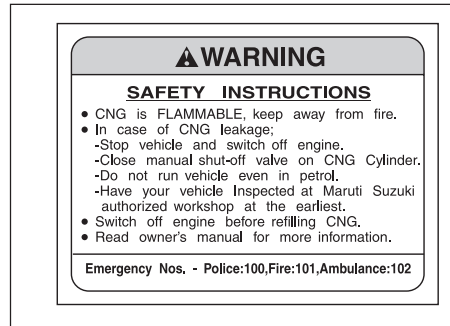 ⚠WARNING
SAFETY INSTRUCTIONS
● CNG is FLAMMABLE, keep away from fire.
● In case of CNG leakage;
-Stop vehicle and switch off engine.
-Close manual shut-off valve on CNG Cylinder.
-Do not run vehicle even in petrol.
-Have your vehicle Inspected at Maruti Suzuki
authorized workshop at the earliest.
● Switch off engine before refilling CNG.
● Read owner's manual for more information.
Emergency Nos. - Police:100,Fire:101,Ambulance:102